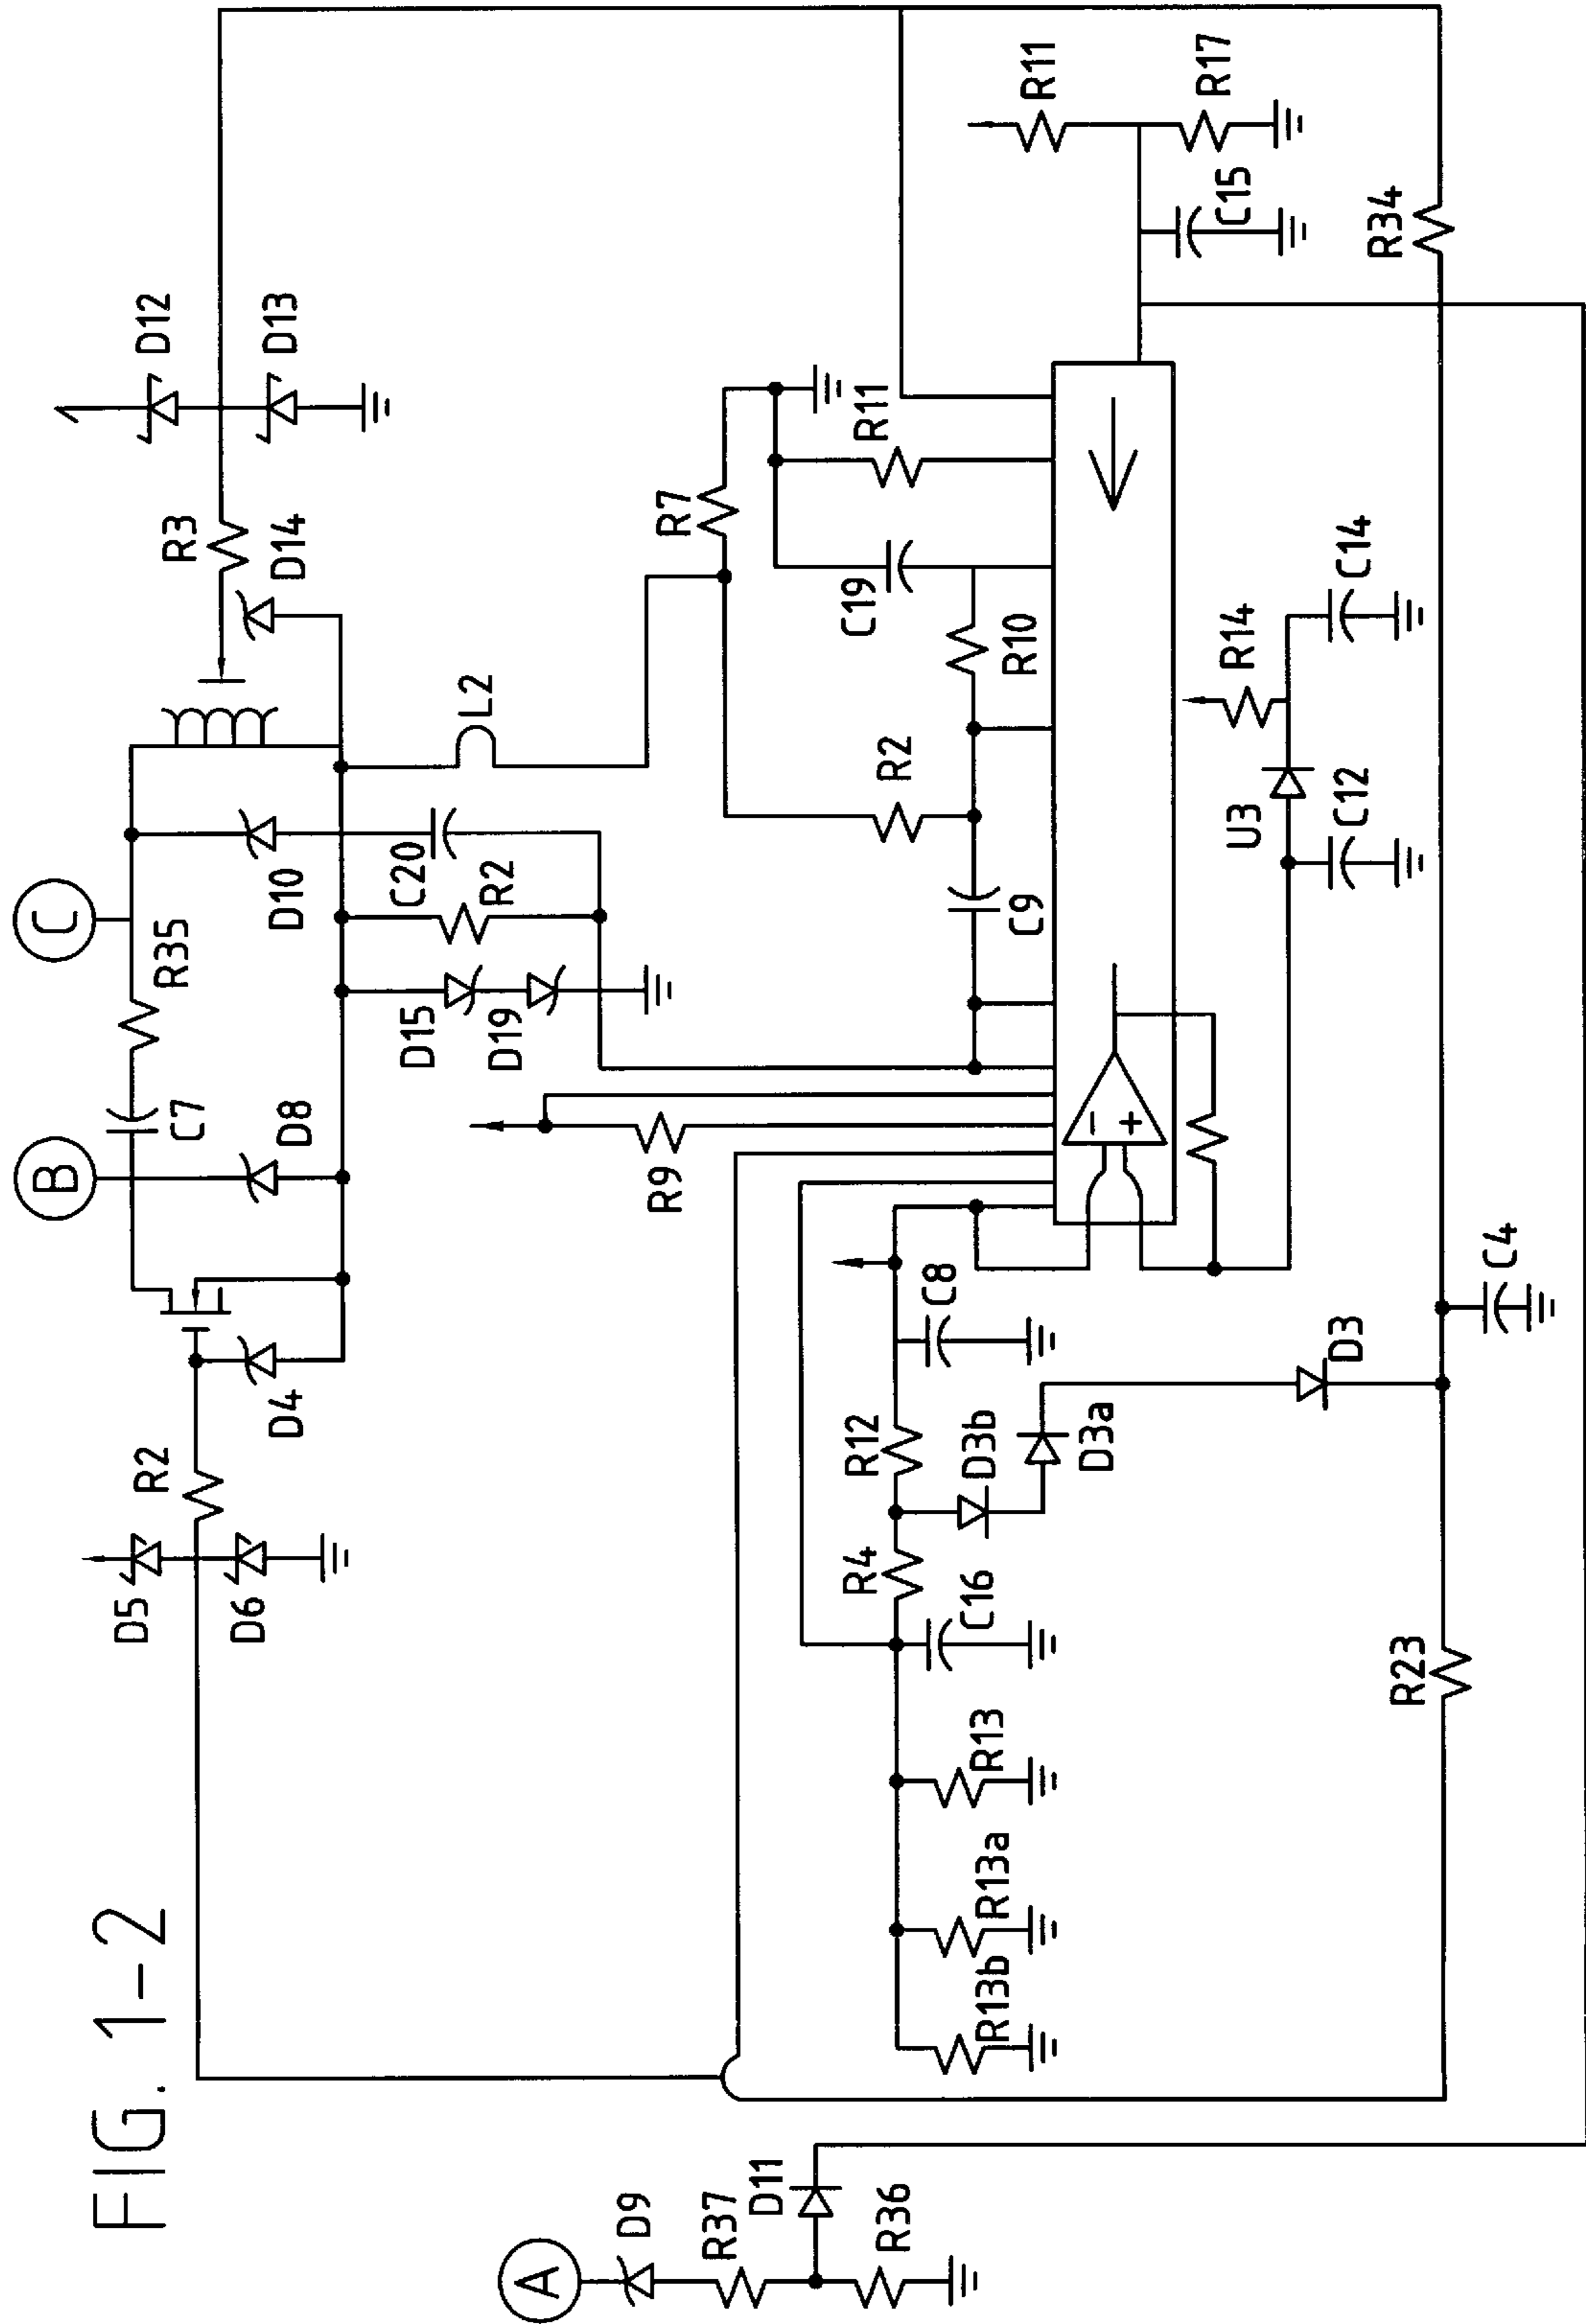 FIG. 1-2
B
C
D5
R2
C7
R35
D12
D6
D4
D8
D10
R3
D14
D13
D15
D19
C20
R2
L2
A
D9
R37
D11
R36
R9
R7
R2
C19
R11
R10
C9
R4
R12
C8
C16
D3b
D3a
R13b
R13a
R13
-
+
U3
R14
C12
C14
R11
R17
C15
D3
R34
R23
C4